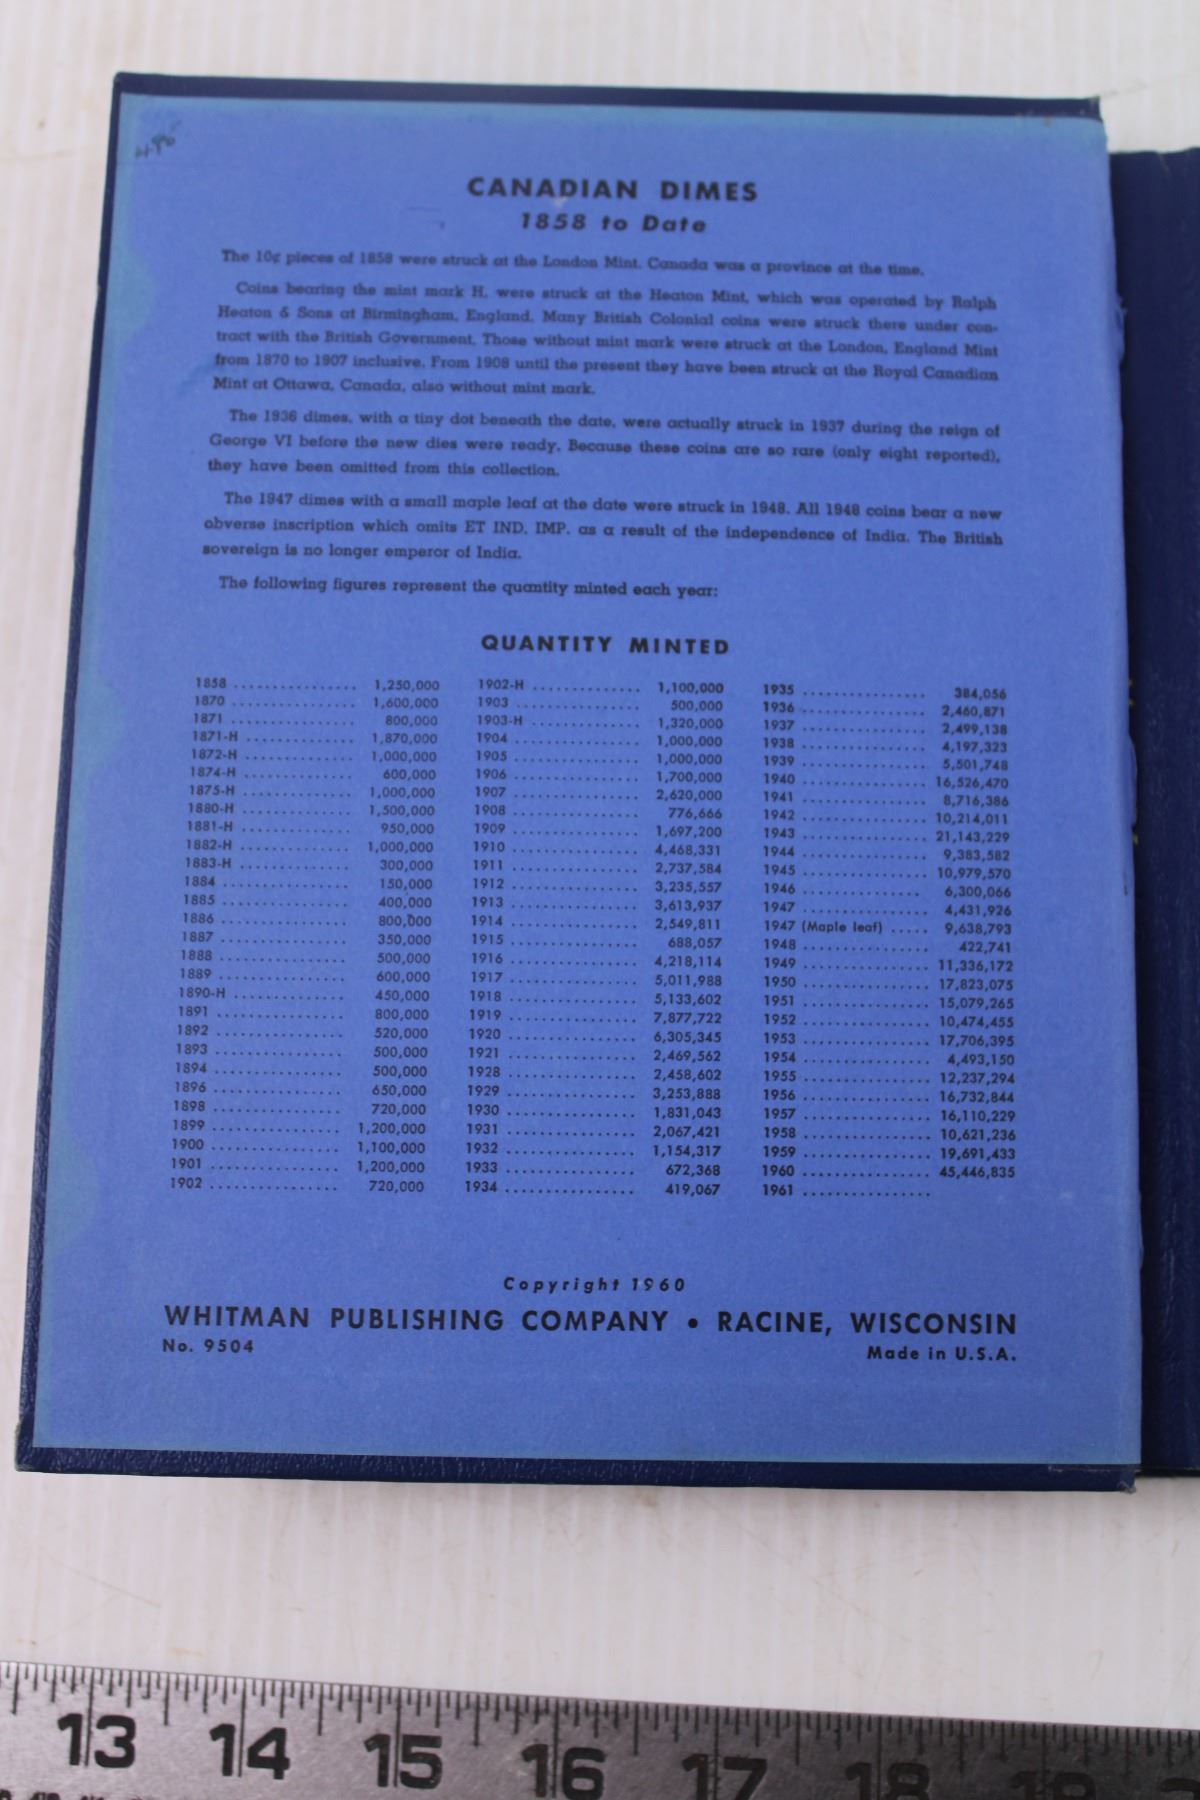 CANADIAN DIMES
1858 to Date
The 10¢ pieces of 1858 were struck at the London Mint. Canada was a province at the time.
Coins bearing the mint mark H, were struck at the Heaton Mint, which was operated by Ralph
Heaton & Sons at Birmingham, England. Many British Colonial coins were struck there under con-
tract with the British Government. Those without mint mark were struck at the London, England Mint
from 1870 to 1907 inclusive. From 1908 until the present they have been struck at the Royal Canadian
Mint at Ottawa, Canada, also without mint mark.
The 1936 dimes, with a tiny dot beneath the date, were actually struck in 1937 during the reign of
George VI before the new dies were ready. Because these coins are so rare (only eight reported),
they have been omitted from this collection.
The 1947 dimes with a small maple leaf at the date were struck in 1948. All 1948 coins bear a new
obverse inscription which omits ET IND. IMP. as a result of the independence of India. The British
sovereign is no longer emperor of India.
The following figures represent the quantity minted each year:
QUANTITY MINTED
1858 ................ 1,250,000
1870 ................ 1,600,000
1871 ................ 800,000
1871-H .............. 1,870,000
1872-H .............. 1,000,000
1874-H .............. 600,000
1875-H .............. 1,000,000
1880-H .............. 1,500,000
1881-H .............. 950,000
1882-H .............. 1,000,000
1883-H .............. 300,000
1884 ................ 150,000
1885 ................ 400,000
1886 ................ 800,000
1887 ................ 350,000
1888 ................ 500,000
1889 ................ 600,000
1890-H .............. 450,000
1891 ................ 800,000
1892 ................ 520,000
1893 ................ 500,000
1894 ................ 500,000
1896 ................ 650,000
1898 ................ 720,000
1899 ................ 1,200,000
1900 ................ 1,100,000
1901 ................ 1,200,000
1902 ................ 720,000
1902-H .............. 1,100,000
1903 ................ 500,000
1903-H .............. 1,320,000
1904 ................ 1,000,000
1905 ................ 1,000,000
1906 ................ 1,700,000
1907 ................ 2,620,000
1908 ................ 776,666
1909 ................ 1,697,200
1910 ................ 4,468,331
1911 ................ 2,737,584
1912 ................ 3,235,557
1913 ................ 3,613,937
1914 ................ 2,549,811
1915 ................ 688,057
1916 ................ 4,218,114
1917 ................ 5,011,988
1918 ................ 5,133,602
1919 ................ 7,877,722
1920 ................ 6,305,345
1921 ................ 2,469,562
1928 ................ 2,458,602
1929 ................ 3,253,888
1930 ................ 1,831,043
1931 ................ 2,067,421
1932 ................ 1,154,317
1933 ................ 672,368
1934 ................ 419,067
1935 ................ 384,056
1936 ................ 2,460,871
1937 ................ 2,499,138
1938 ................ 4,197,323
1939 ................ 5,501,748
1940 ................ 16,526,470
1941 ................ 8,716,386
1942 ................ 10,214,011
1943 ................ 21,143,229
1944 ................ 9,383,582
1945 ................ 10,979,570
1946 ................ 6,300,066
1947 ................ 4,431,926
1947 (Maple leaf) ..... 9,638,793
1948 ................ 422,741
1949 ................ 11,336,172
1950 ................ 17,823,075
1951 ................ 15,079,265
1952 ................ 10,474,455
1953 ................ 17,706,395
1954 ................ 4,493,150
1955 ................ 12,237,294
1956 ................ 16,732,844
1957 ................ 16,110,229
1958 ................ 10,621,236
1959 ................ 19,691,433
1960 ................ 45,446,835
1961 ................
Copyright 1960
WHITMAN PUBLISHING COMPANY • RACINE, WISCONSIN
No. 9504
Made in U.S.A.
13 14 15 16 17 18 19